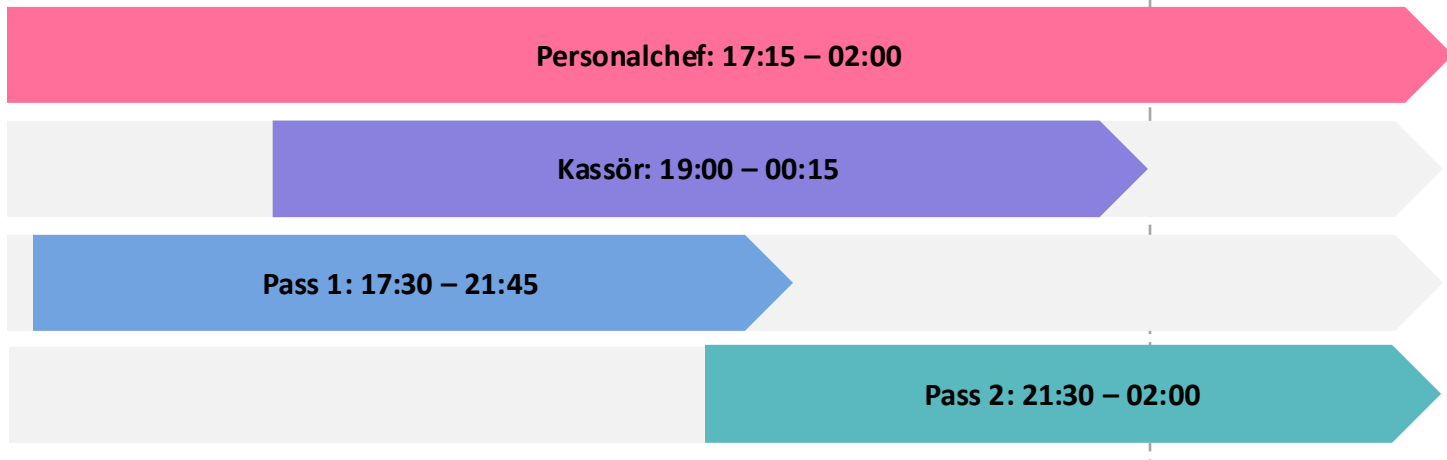 Personalchef: 17:15 – 02:00
Kassör: 19:00 – 00:15
Pass 1: 17:30 – 21:45
Pass 2: 21:30 – 02:00